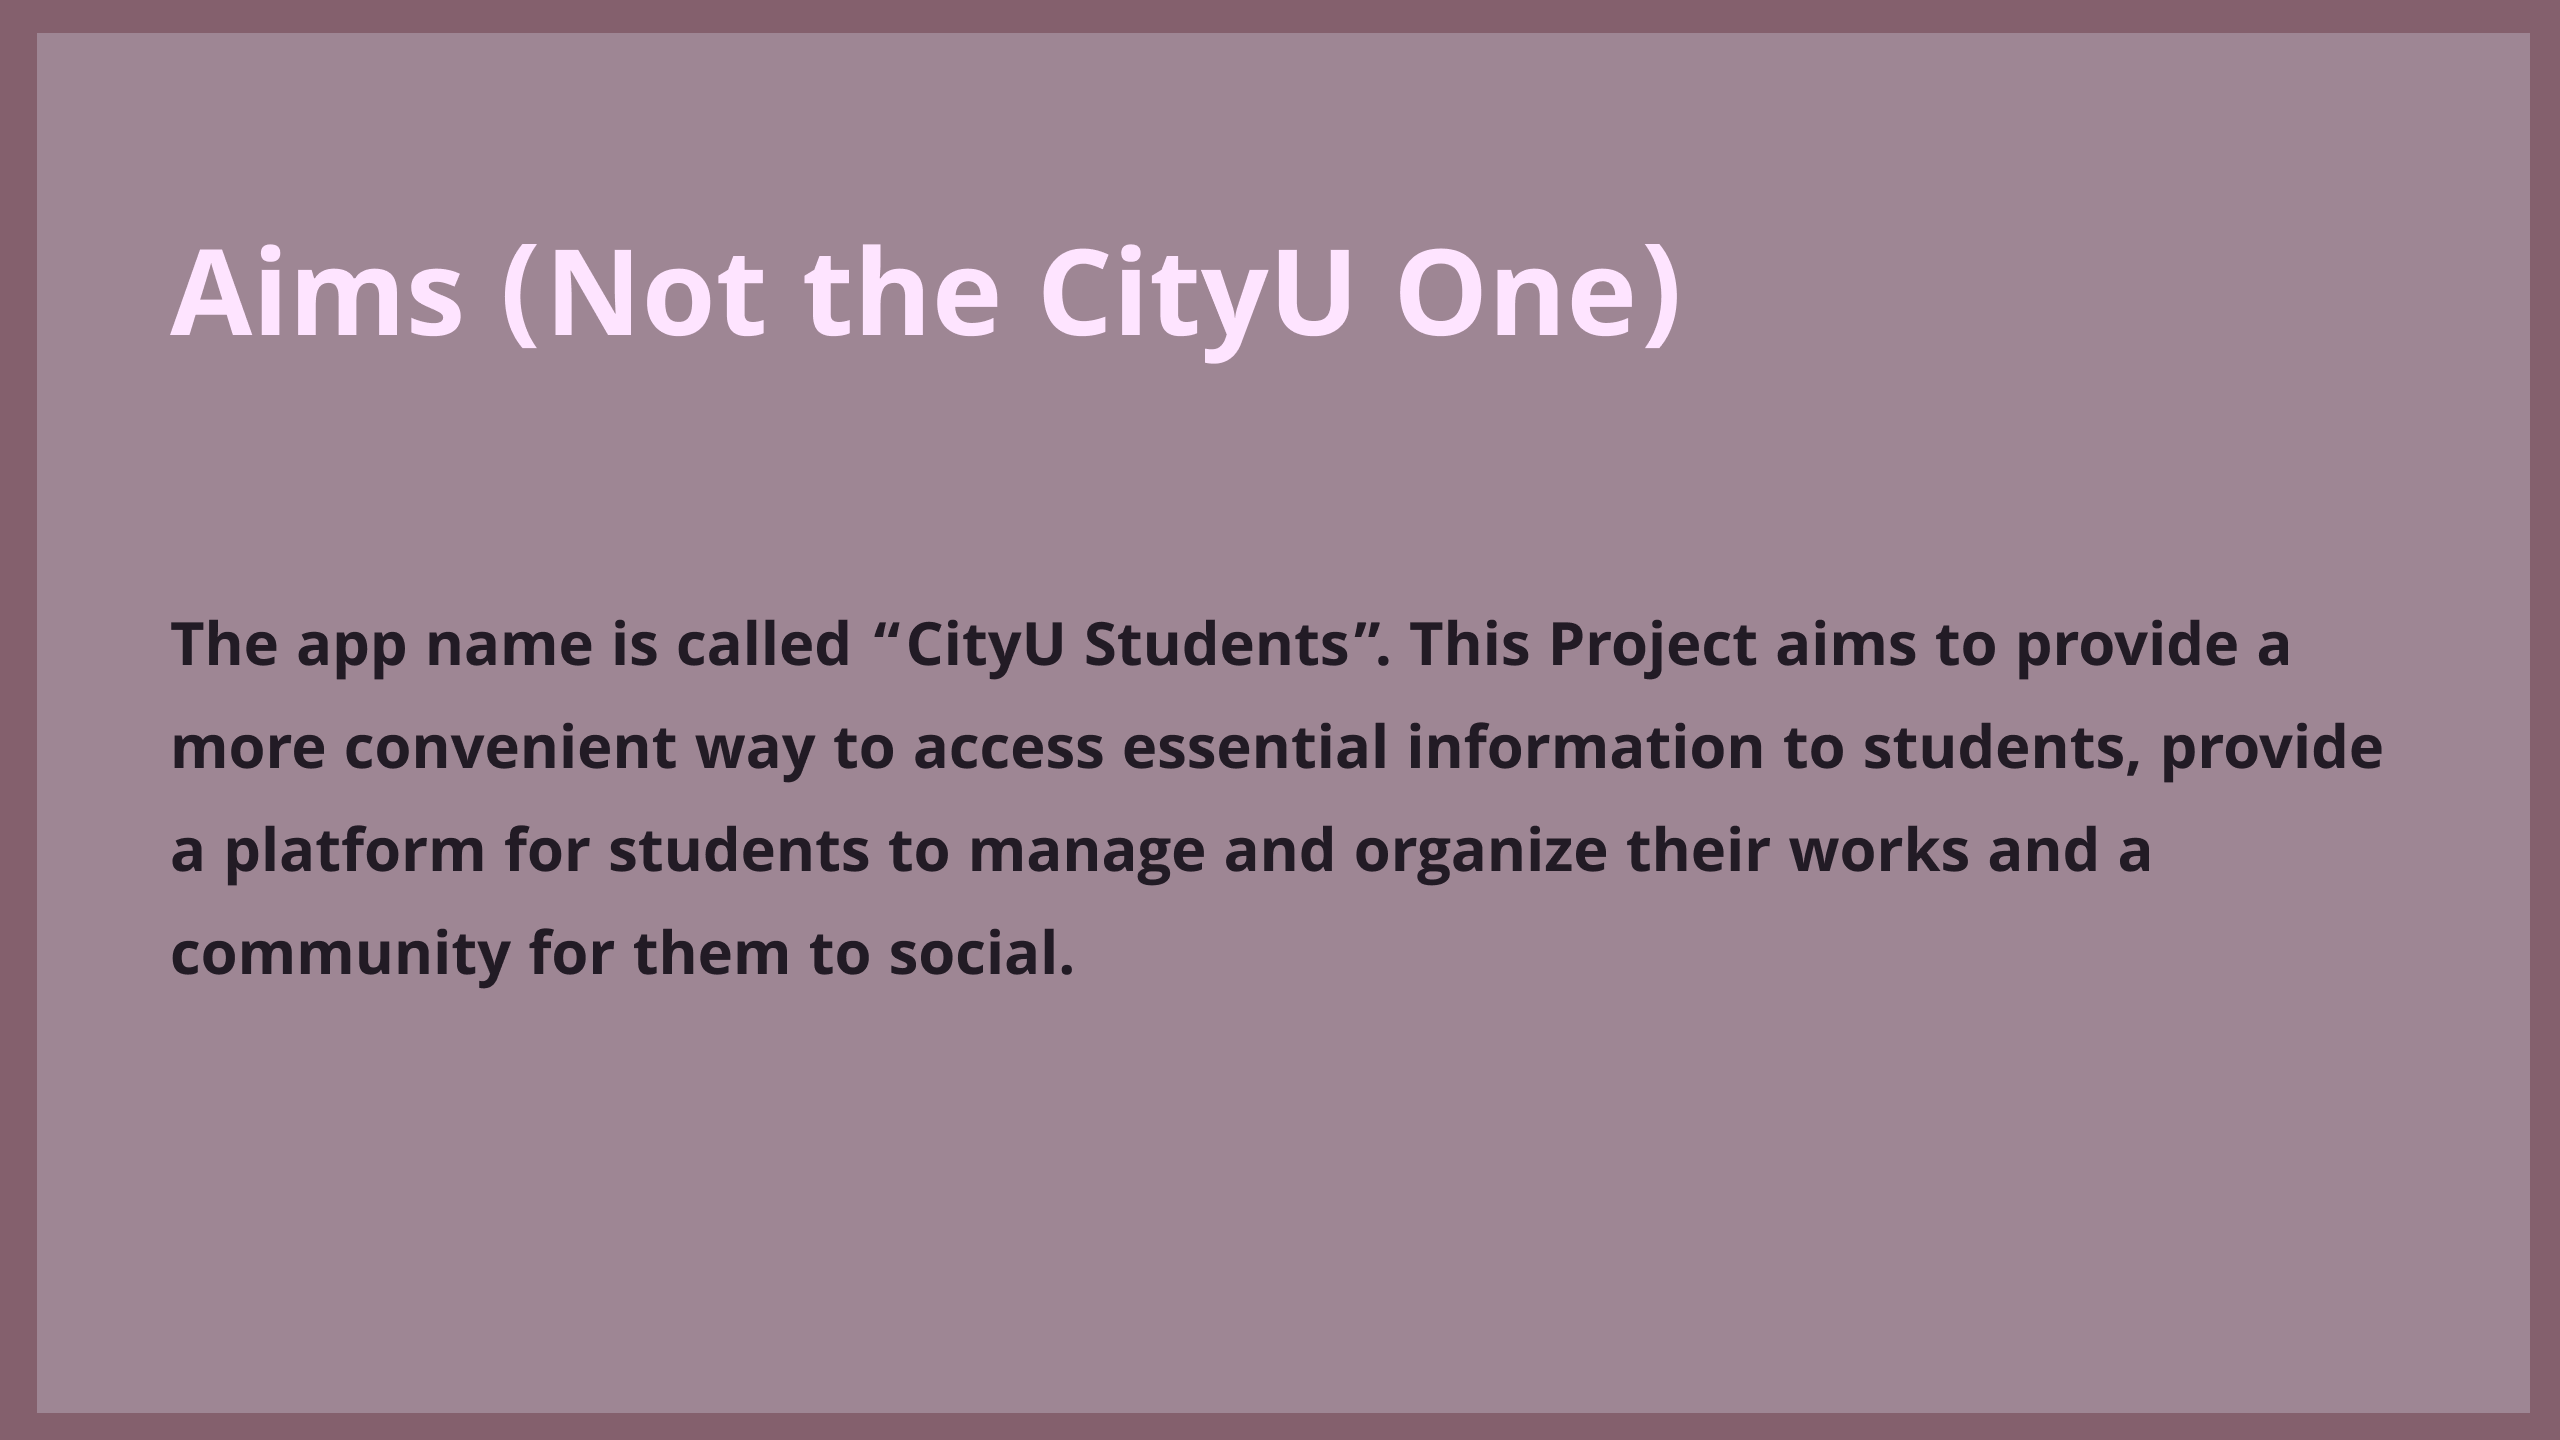 Aims (Not the CityU One)
The app name is called “CityU Students”. This Project aims to provide a
more convenient way to access essential information to students, provide
a platform for students to manage and organize their works and a
community for them to social.